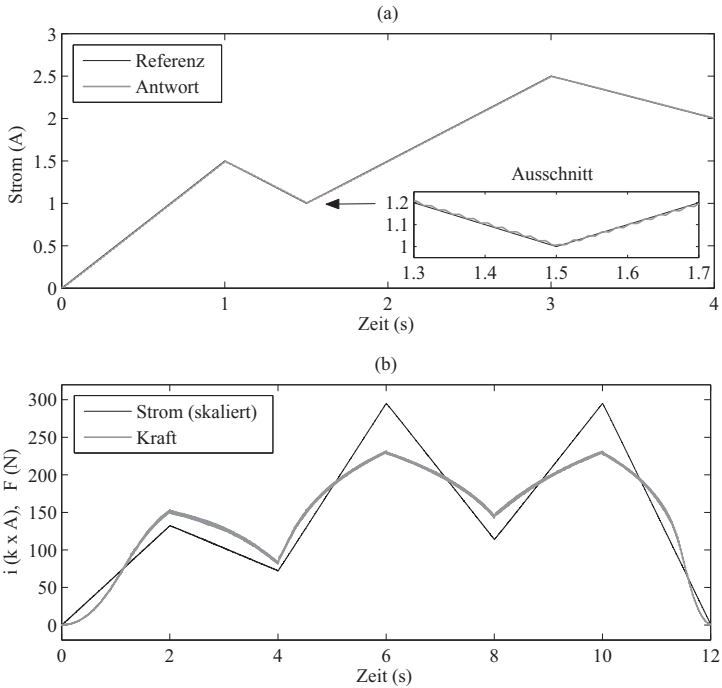 (a)
3
2.5
2
1.5
1
0.5
0
Strom (A)
Referenz
Antwort
Ausschnitt
1.2
1.1
1
1.3 1.4 1.5 1.6 1.7
0 1 2 3 4
Zeit (s)
(b)
300
250
200
150
100
50
0
i (k x A), F (N)
Strom (skaliert)
Kraft
0 2 4 6 8 10 12
Zeit (s)